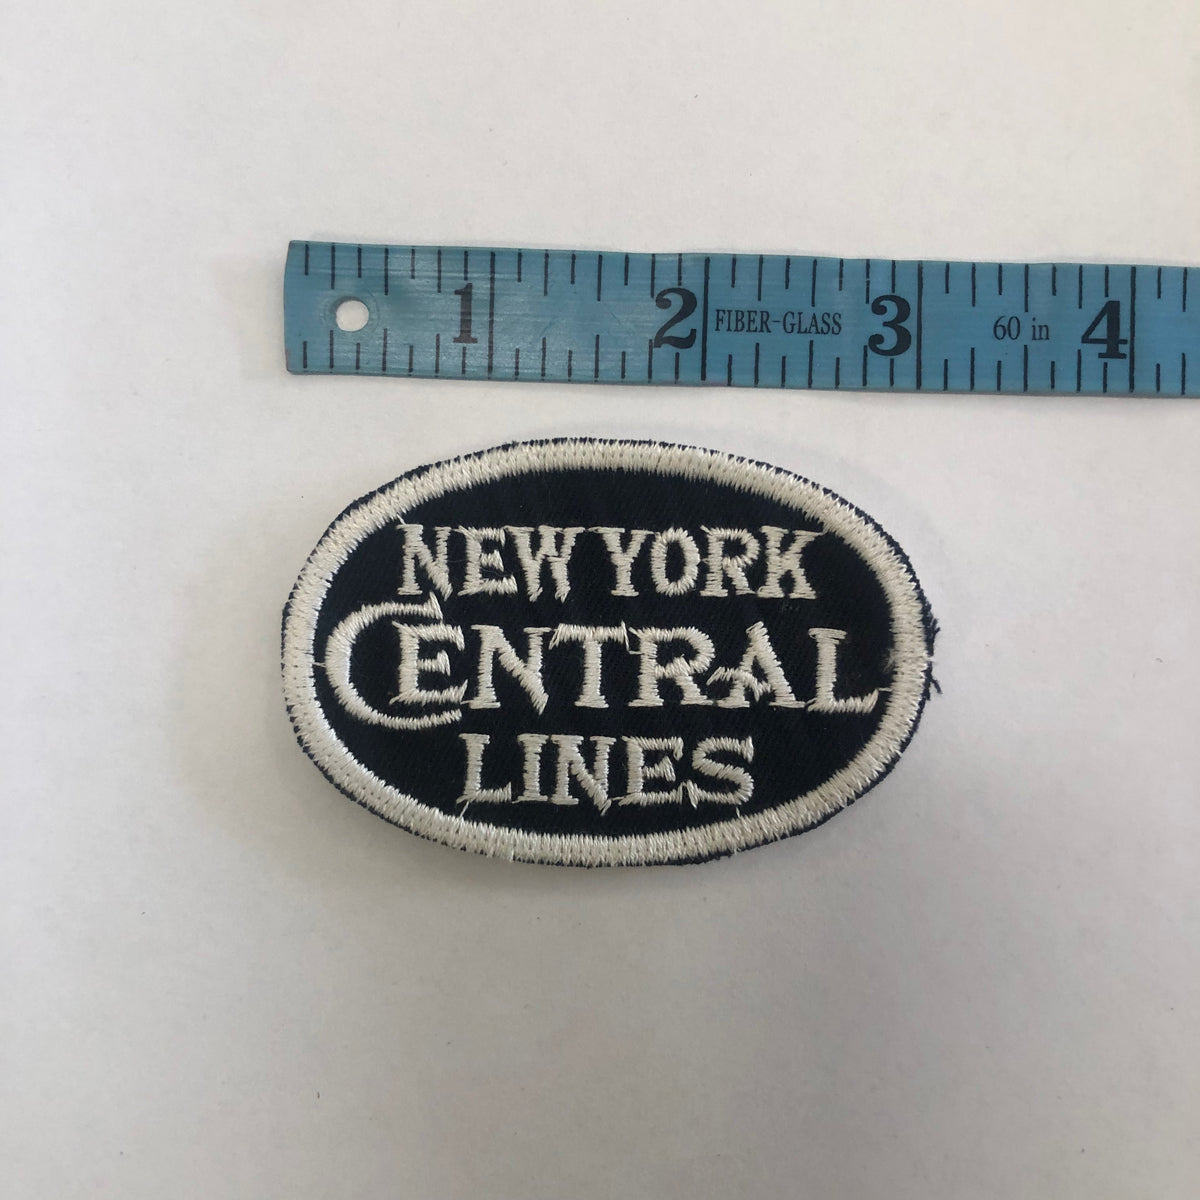 1 2 FIBER-GLASS 3 60 in 4
NEW YORK
CENTRAL
LINES